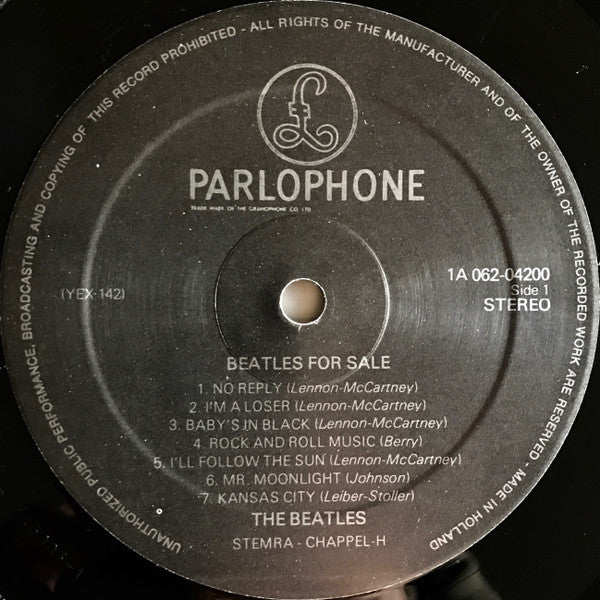 UNAUTHORIZED PUBLIC PERFORMANCE, BROADCASTING AND COPYING OF THIS RECORD PROHIBITED - ALL RIGHTS OF THE MANUFACTURER AND OF THE OWNER OF THE RECORDED WORK ARE RESERVED - MADE IN HOLLAND
£
PARLOPHONE
TRADE MARK OF THE GRAMOPHONE CO LTD
1A 062-04200
(YEX-142)
Side 1
STEREO
BEATLES FOR SALE
1. NO REPLY (Lennon-McCartney)
2. I'M A LOSER (Lennon-McCartney)
3. BABY'S IN BLACK (Lennon-McCartney)
4. ROCK AND ROLL MUSIC (Berry)
5. I'LL FOLLOW THE SUN (Lennon-McCartney)
6. MR. MOONLIGHT (Johnson)
7. KANSAS CITY (Leiber-Stoller)
THE BEATLES
STEMRA - CHAPPEL-H